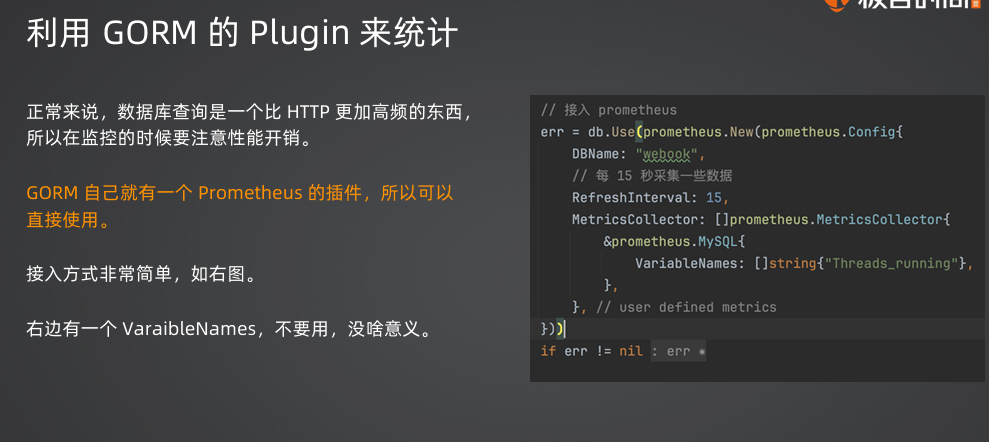 利用 GORM 的 Plugin 来统计
正常来说，数据库查询是一个比 HTTP 更加高频的东西，
所以在监控的时候要注意性能开销。
GORM 自己就有一个 Prometheus 的插件，所以可以
直接使用。
接入方式非常简单，如右图。
右边有一个 VaraibleNames，不要用，没啥意义。
// 接入 prometheus
err = db.Use(prometheus.New(prometheus.Config{
DBName: "webook",
// 每 15 秒采集一些数据
RefreshInterval: 15,
MetricsCollector: []prometheus.MetricsCollector{
&prometheus.MySQL{
VariableNames: []string{"Threads_running"},
},
}, // user defined metrics
}))
if err != nil : err